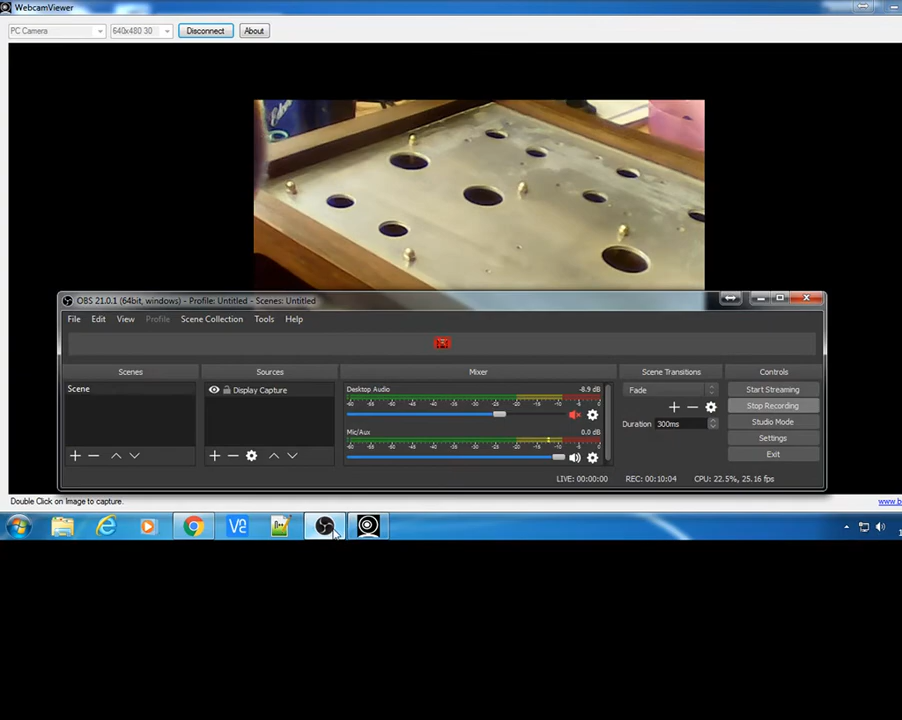 WebcamViewer
PC Camera 640x480 30 Disconnect About
OBS 21.0.1 (64bit, windows) - Profile: Untitled - Scenes: Untitled
File Edit View Profile Scene Collection Tools Help
Scenes Sources Mixer Scene Transitions Controls
Scene
Display Capture
Desktop Audio -8.9 dB
Mic/Aux 0.0 dB
Fade
Duration 300ms
Start Streaming
Stop Recording
Studio Mode
Settings
Exit
LIVE: 00:00:00 REC: 00:10:04 CPU: 22.5%, 25.16 fps
Double Click on Image to capture. www.b